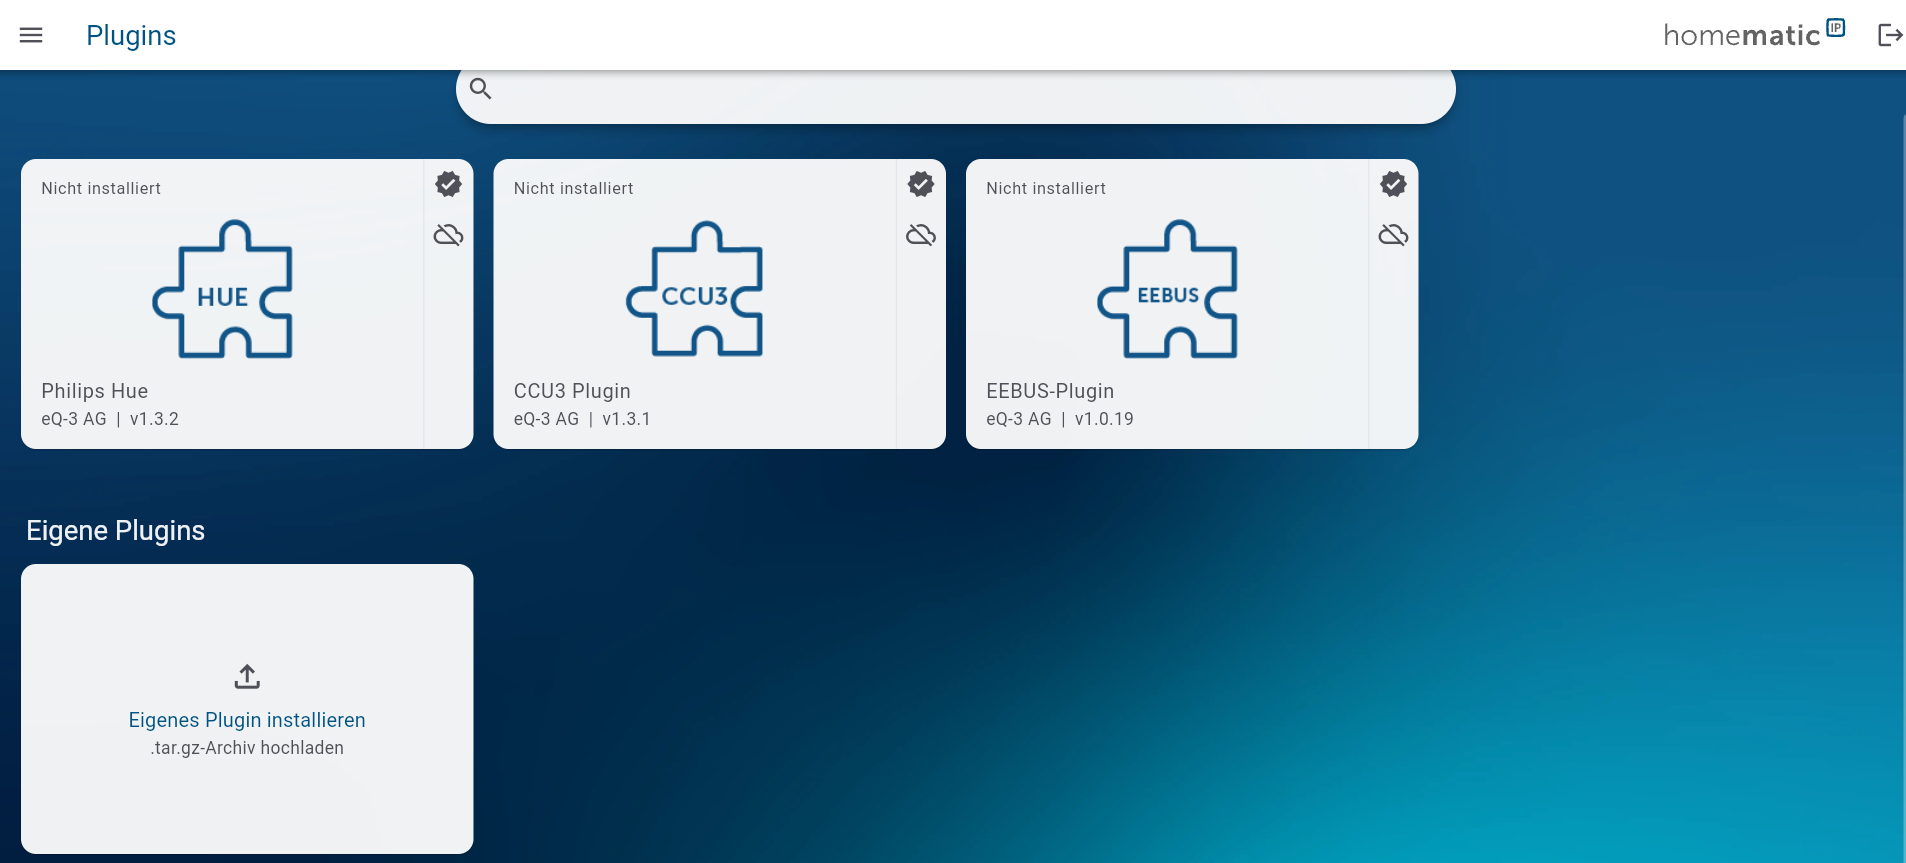 Plugins
homematic IP
Nicht installiert
HUE
Philips Hue
eQ-3 AG | v1.3.2
Nicht installiert
CCU3
CCU3 Plugin
eQ-3 AG | v1.3.1
Nicht installiert
EEBUS
EEBUS-Plugin
eQ-3 AG | v1.0.19
Eigene Plugins
Eigenes Plugin installieren
.tar.gz-Archiv hochladen